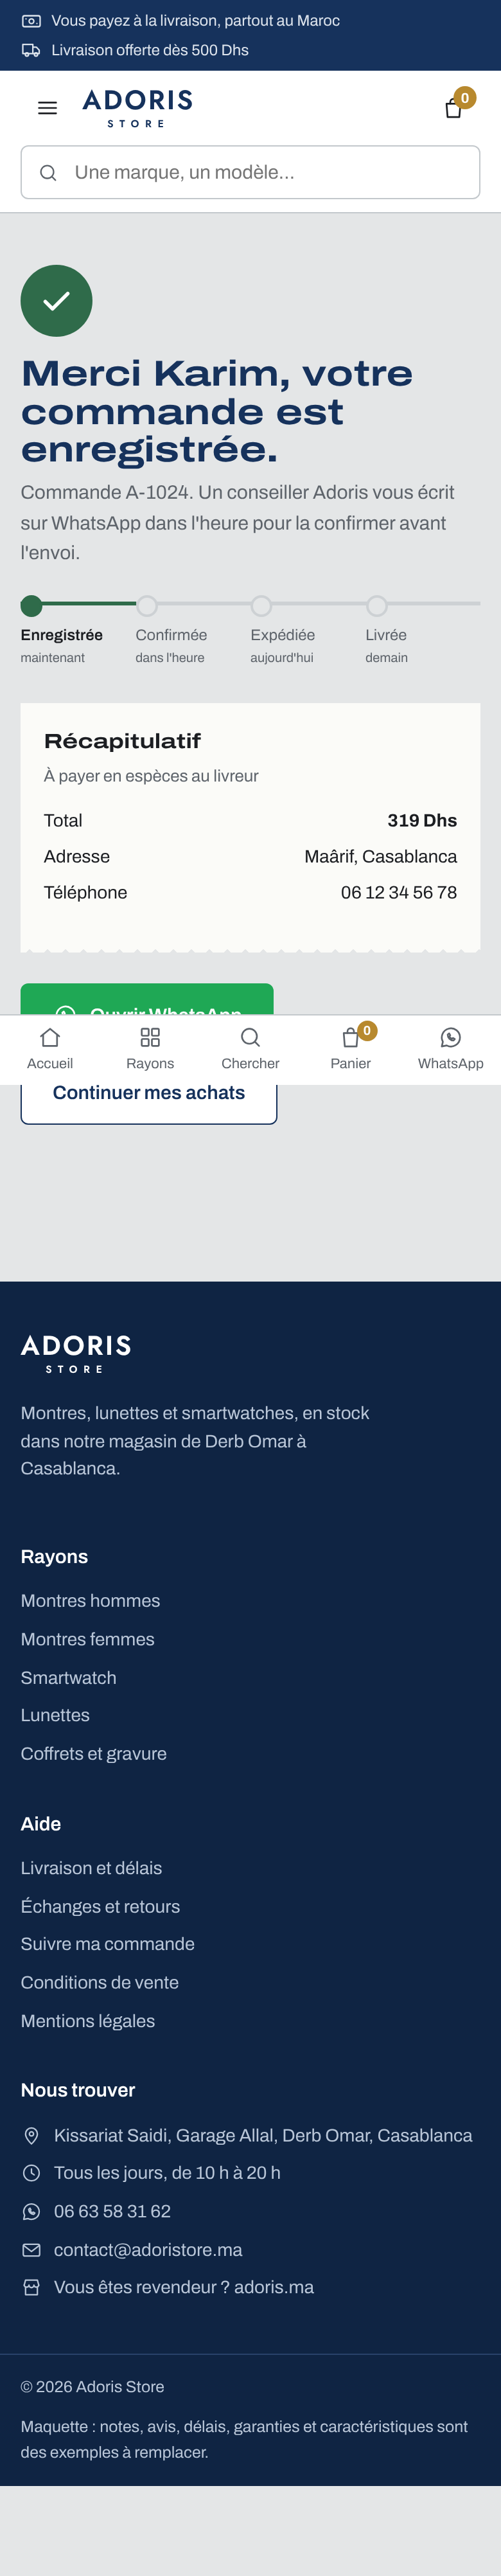 Vous payez à la livraison, partout au Maroc
Livraison offerte dès 500 Dhs
ADORIS
STORE
0
Une marque, un modèle...
Merci Karim, votre
commande est
enregistrée.
Commande A-1024. Un conseiller Adoris vous écrit
sur WhatsApp dans l'heure pour la confirmer avant
l'envoi.
Enregistrée Confirmée Expédiée Livrée
maintenant dans l'heure aujourd'hui demain
Récapitulatif
À payer en espèces au livreur
Total 319 Dhs
Adresse Maârif, Casablanca
Téléphone 06 12 34 56 78
Ouvrir WhatsApp
0
Accueil Rayons Chercher Panier WhatsApp
Continuer mes achats
ADORIS
STORE
Montres, lunettes et smartwatches, en stock
dans notre magasin de Derb Omar à
Casablanca.
Rayons
Montres hommes
Montres femmes
Smartwatch
Lunettes
Coffrets et gravure
Aide
Livraison et délais
Échanges et retours
Suivre ma commande
Conditions de vente
Mentions légales
Nous trouver
Kissariat Saidi, Garage Allal, Derb Omar, Casablanca
Tous les jours, de 10 h à 20 h
06 63 58 31 62
contact@adoristore.ma
Vous êtes revendeur ? adoris.ma
© 2026 Adoris Store
Maquette : notes, avis, délais, garanties et caractéristiques sont
des exemples à remplacer.